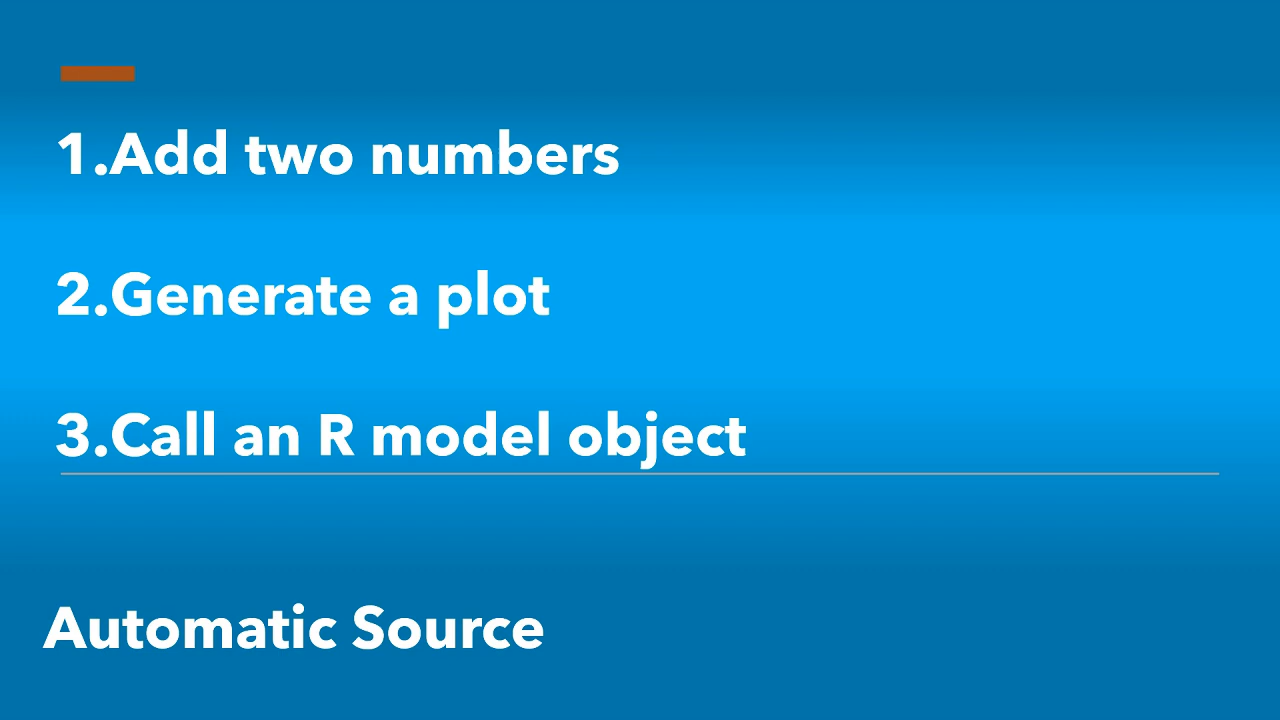 1.Add two numbers
2.Generate a plot
3.Call an R model object
Automatic Source